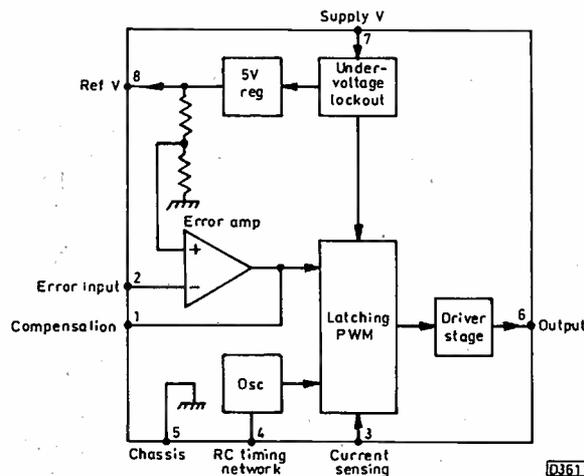 Supply V
7
Ref V
8
5V
reg
Under-
voltage
lockout
Error amp
+
−
Error input
2
Compensation
1
Latching
PWM
Driver
stage
6
Output
Osc
5
4
3
Chassis
RC timing
network
Current
sensing
D361